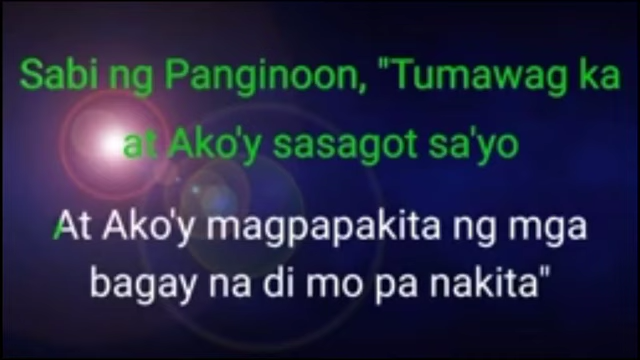 Sabi ng Panginoon, "Tumawag ka
at Ako'y sasagot sa'yo
At Ako'y magpapakita ng mga
bagay na di mo pa nakita"